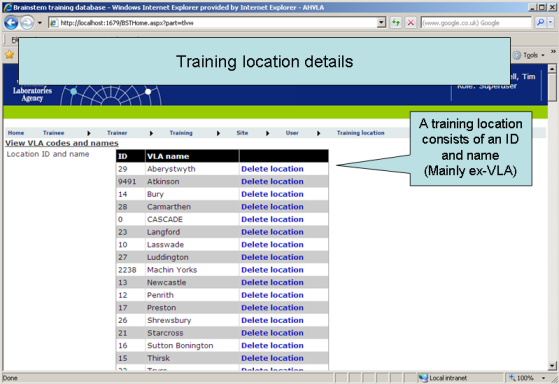 Brainstem training database - Windows Internet Explorer provided by Internet Explorer - AHVLA
http://localhost:1679/BSTHome.aspx?part=tlvw
(www.google.co.uk) Google
Tools
Training location details
Laboratories
Agency
ll, Tim
Role: Superuser
Home Trainee Trainer Training Site User Training location
View VLA codes and names
Location ID and name
ID VLA name
29 Aberystwyth Delete location
9491 Atkinson Delete location
14 Bury Delete location
28 Carmarthen Delete location
0 CASCADE Delete location
23 Langford Delete location
10 Lasswade Delete location
27 Luddington Delete location
2238 Machin Yorks Delete location
13 Newcastle Delete location
12 Penrith Delete location
17 Preston Delete location
26 Shrewsbury Delete location
21 Starcross Delete location
16 Sutton Bonington Delete location
15 Thirsk Delete location
A training location
consists of an ID
and name
(Mainly ex-VLA)
Done
Local intranet
100%